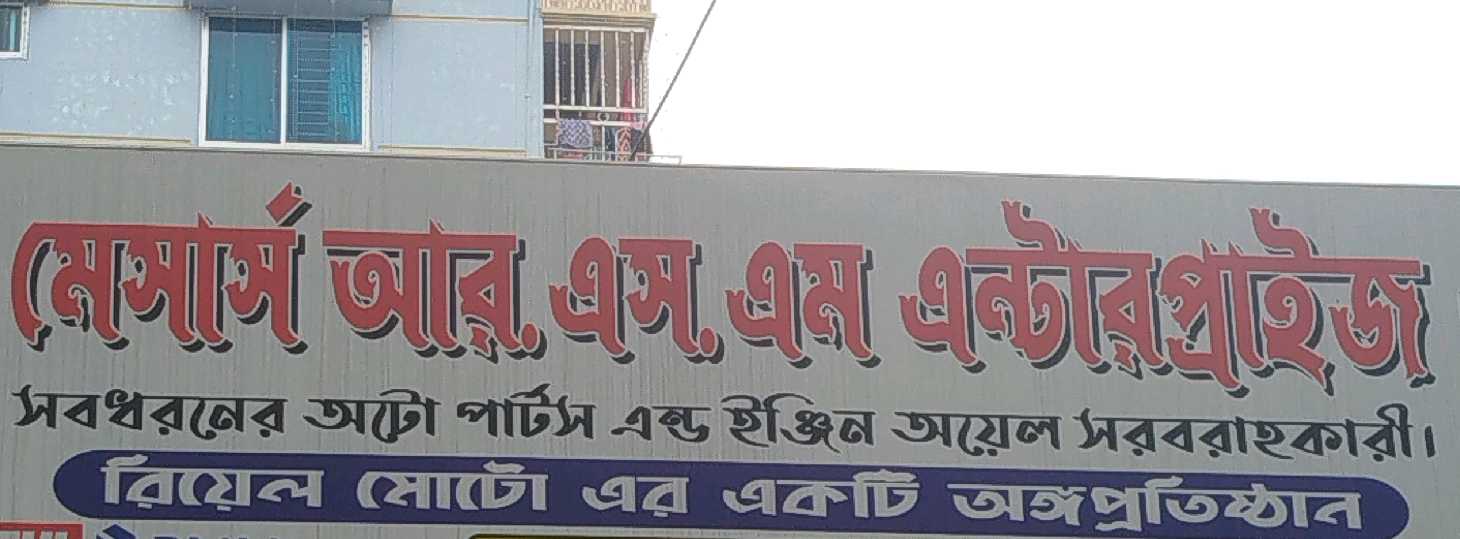 মেসার্স আর.এস.এম এন্টারপ্রাইজ
সবধরনের অটো পার্টস এন্ড ইঞ্জিন অয়েল সরবরাহকারী।
রিয়েল মোটো এর একটি অঙ্গপ্রতিষ্ঠান